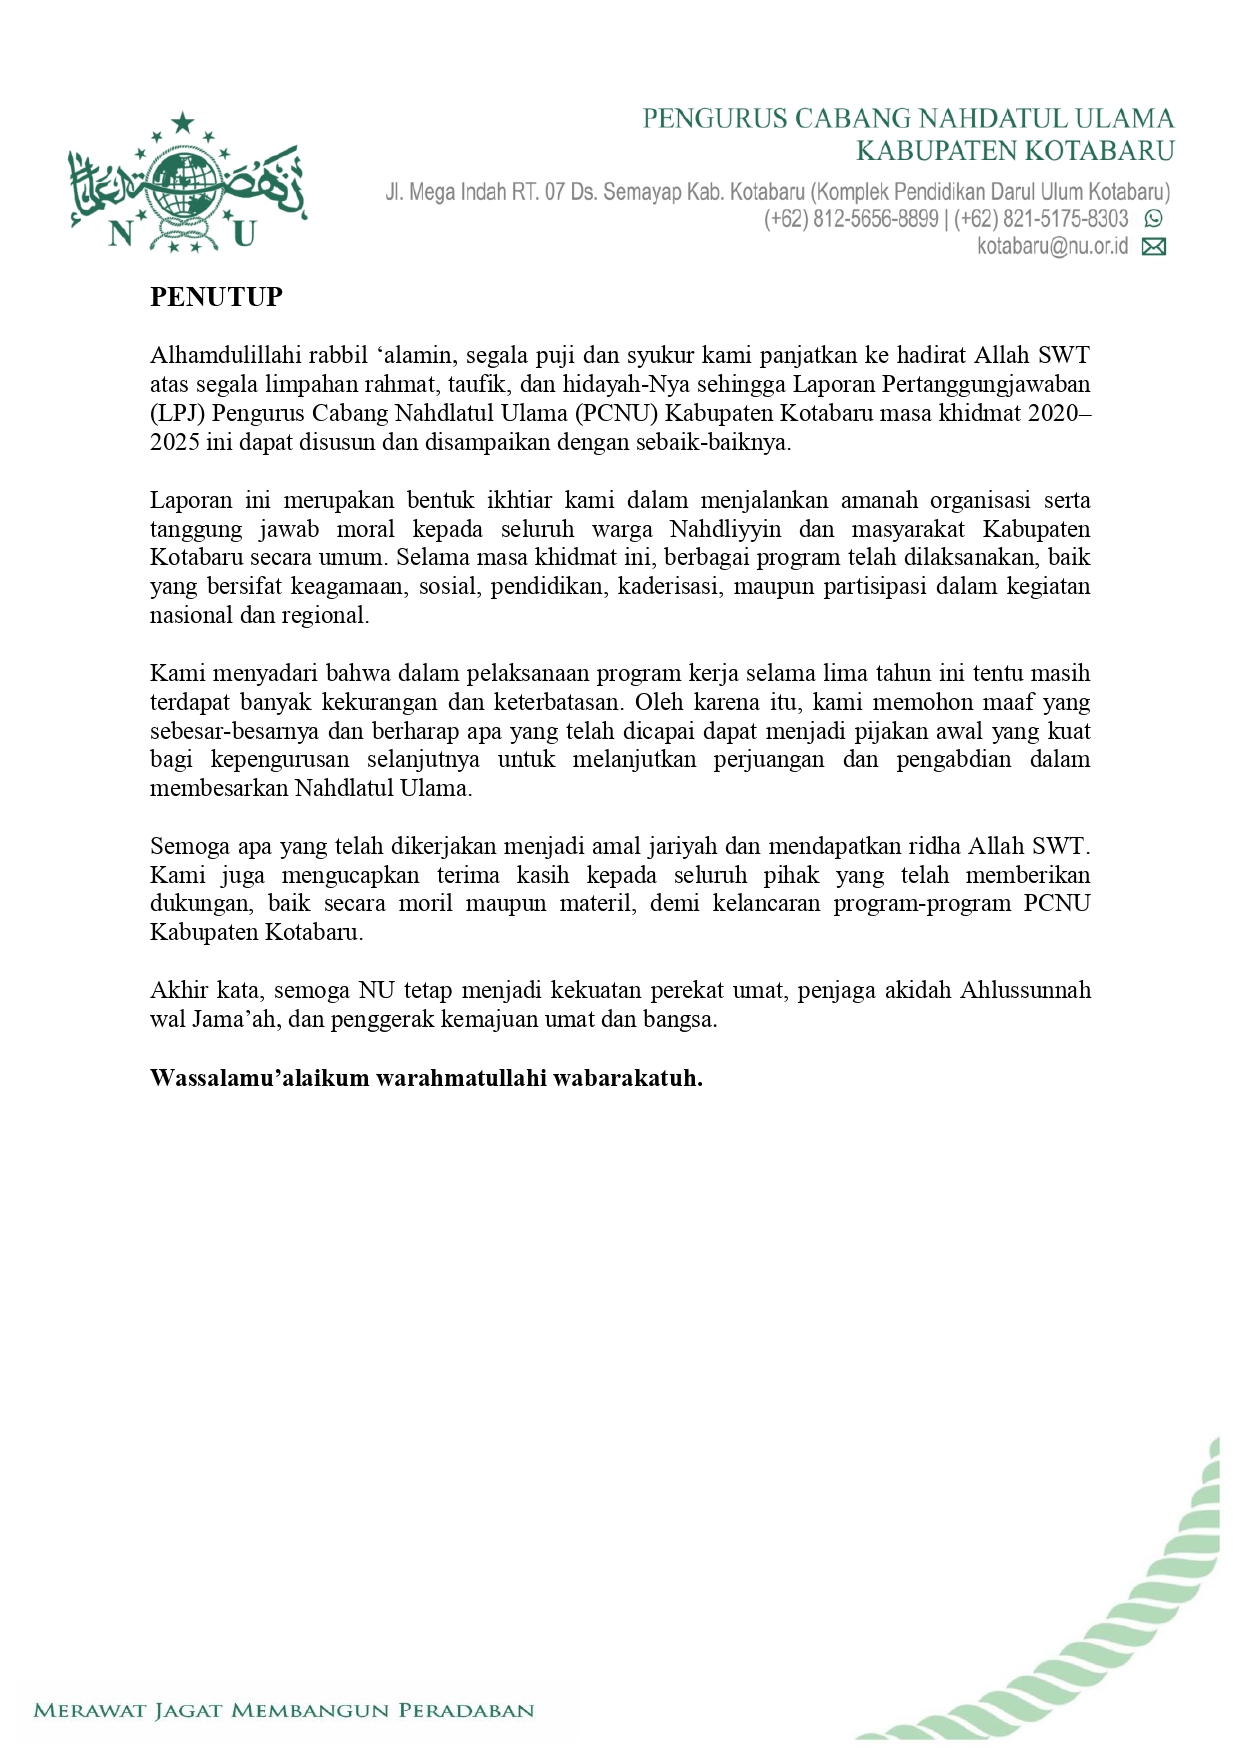 نهضة العلماء
N U
PENGURUS CABANG NAHDATUL ULAMA
KABUPATEN KOTABARU
Jl. Mega Indah RT. 07 Ds. Semayap Kab. Kotabaru (Komplek Pendidikan Darul Ulum Kotabaru)
(+62) 812-5656-8899 | (+62) 821-5175-8303
kotabaru@nu.or.id
PENUTUP
Alhamdulillahi rabbil ‘alamin, segala puji dan syukur kami panjatkan ke hadirat Allah SWT
atas segala limpahan rahmat, taufik, dan hidayah-Nya sehingga Laporan Pertanggungjawaban
(LPJ) Pengurus Cabang Nahdlatul Ulama (PCNU) Kabupaten Kotabaru masa khidmat 2020–
2025 ini dapat disusun dan disampaikan dengan sebaik-baiknya.
Laporan ini merupakan bentuk ikhtiar kami dalam menjalankan amanah organisasi serta
tanggung jawab moral kepada seluruh warga Nahdliyyin dan masyarakat Kabupaten
Kotabaru secara umum. Selama masa khidmat ini, berbagai program telah dilaksanakan, baik
yang bersifat keagamaan, sosial, pendidikan, kaderisasi, maupun partisipasi dalam kegiatan
nasional dan regional.
Kami menyadari bahwa dalam pelaksanaan program kerja selama lima tahun ini tentu masih
terdapat banyak kekurangan dan keterbatasan. Oleh karena itu, kami memohon maaf yang
sebesar-besarnya dan berharap apa yang telah dicapai dapat menjadi pijakan awal yang kuat
bagi kepengurusan selanjutnya untuk melanjutkan perjuangan dan pengabdian dalam
membesarkan Nahdlatul Ulama.
Semoga apa yang telah dikerjakan menjadi amal jariyah dan mendapatkan ridha Allah SWT.
Kami juga mengucapkan terima kasih kepada seluruh pihak yang telah memberikan
dukungan, baik secara moril maupun materil, demi kelancaran program-program PCNU
Kabupaten Kotabaru.
Akhir kata, semoga NU tetap menjadi kekuatan perekat umat, penjaga akidah Ahlussunnah
wal Jama’ah, dan penggerak kemajuan umat dan bangsa.
Wassalamu’alaikum warahmatullahi wabarakatuh.
MERAWAT JAGAT MEMBANGUN PERADABAN